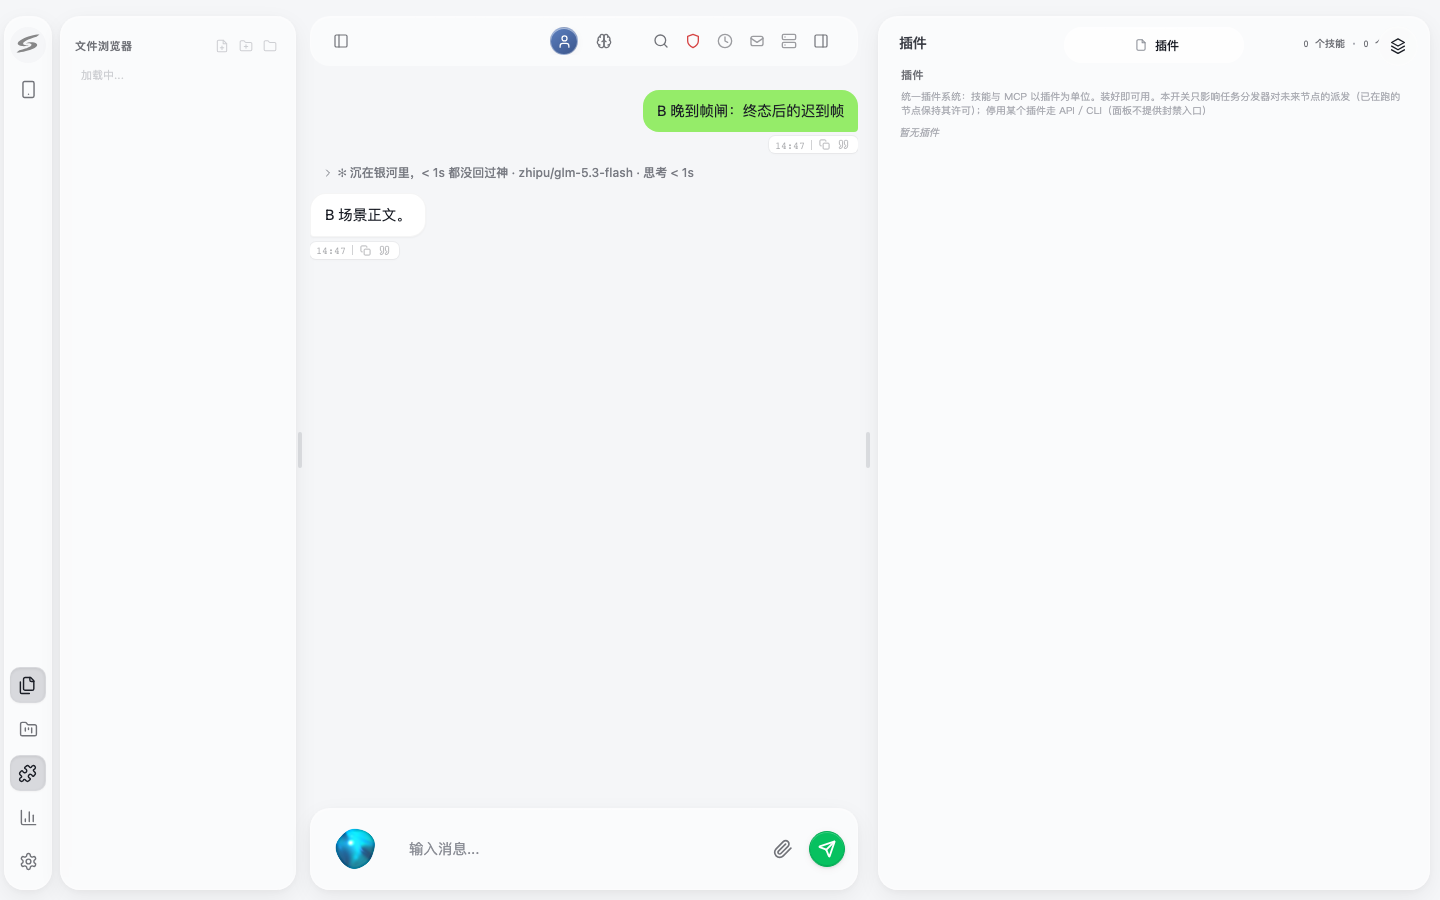 文件浏览器
加载中...
B 晚到帧闸：终态后的迟到帧
14:47
沉在银河里，< 1s 都没回过神 · zhipu/glm-5.3-flash · 思考 < 1s
B 场景正文。
14:47
输入消息...
插件
插件
0 个技能 · 0
插件
统一插件系统：技能与 MCP 以插件为单位。装好即可用。本开关只影响任务分发器对未来节点的派发（已在跑的
节点保持其许可）；停用某个插件走 API / CLI（面板不提供封禁入口）
暂无插件